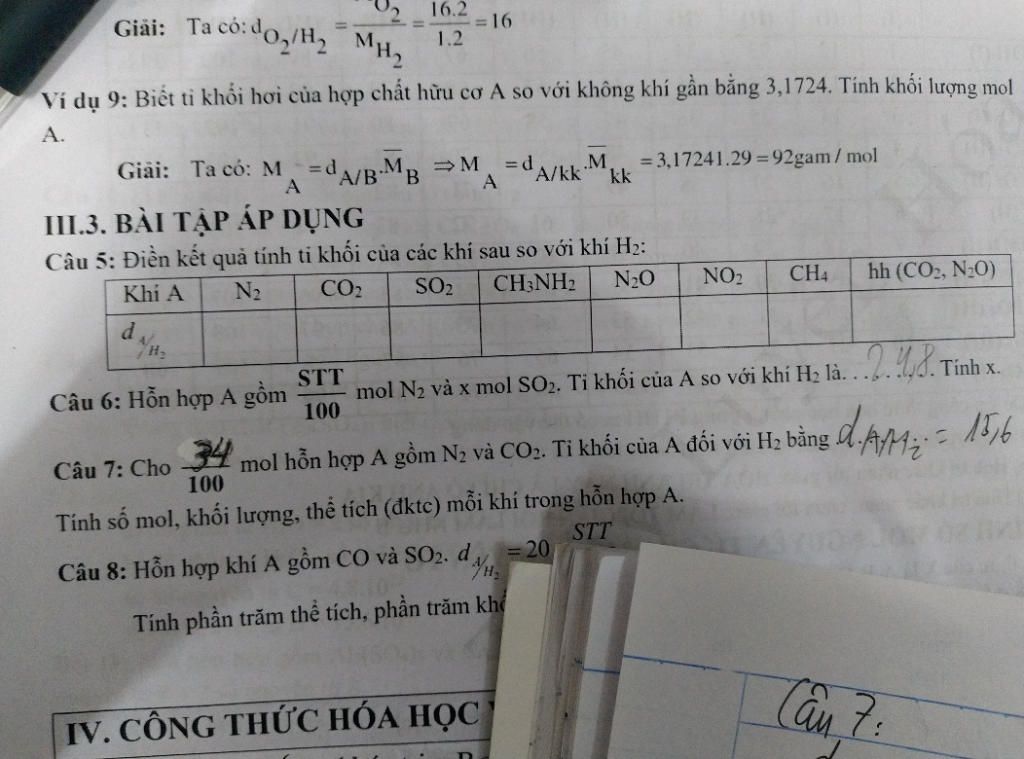 Giải: Ta có: d O2/H2 = O2 / M H2 = 16.2 / 1.2 = 16
Ví dụ 9: Biết tỉ khối hơi của hợp chất hữu cơ A so với không khí gần bằng 3,1724. Tính khối lượng mol
A.
Giải: Ta có: M A = d A/B . M̅ B ⇒ M A = d A/kk . M̅ kk = 3,17241.29 = 92gam / mol
III.3. BÀI TẬP ÁP DỤNG
Câu 5: Điền kết quả tính tỉ khối của các khí sau so với khí H2:
Khí A N2 CO2 SO2 CH3NH2 N2O NO2 CH4 hh (CO2, N2O)
d A/H2
Câu 6: Hỗn hợp A gồm STT/100 mol N2 và x mol SO2. Tỉ khối của A so với khí H2 là. . 24,8. Tính x.
Câu 7: Cho 34/100 mol hỗn hợp A gồm N2 và CO2. Tỉ khối của A đối với H2 bằng d A/H2 = 15,6
Tính số mol, khối lượng, thể tích (đktc) mỗi khí trong hỗn hợp A.
Câu 8: Hỗn hợp khí A gồm CO và SO2. d A/H2 = 20 STT
Tính phần trăm thể tích, phần trăm
IV. CÔNG THỨC HÓA HỌC
Câu 7: